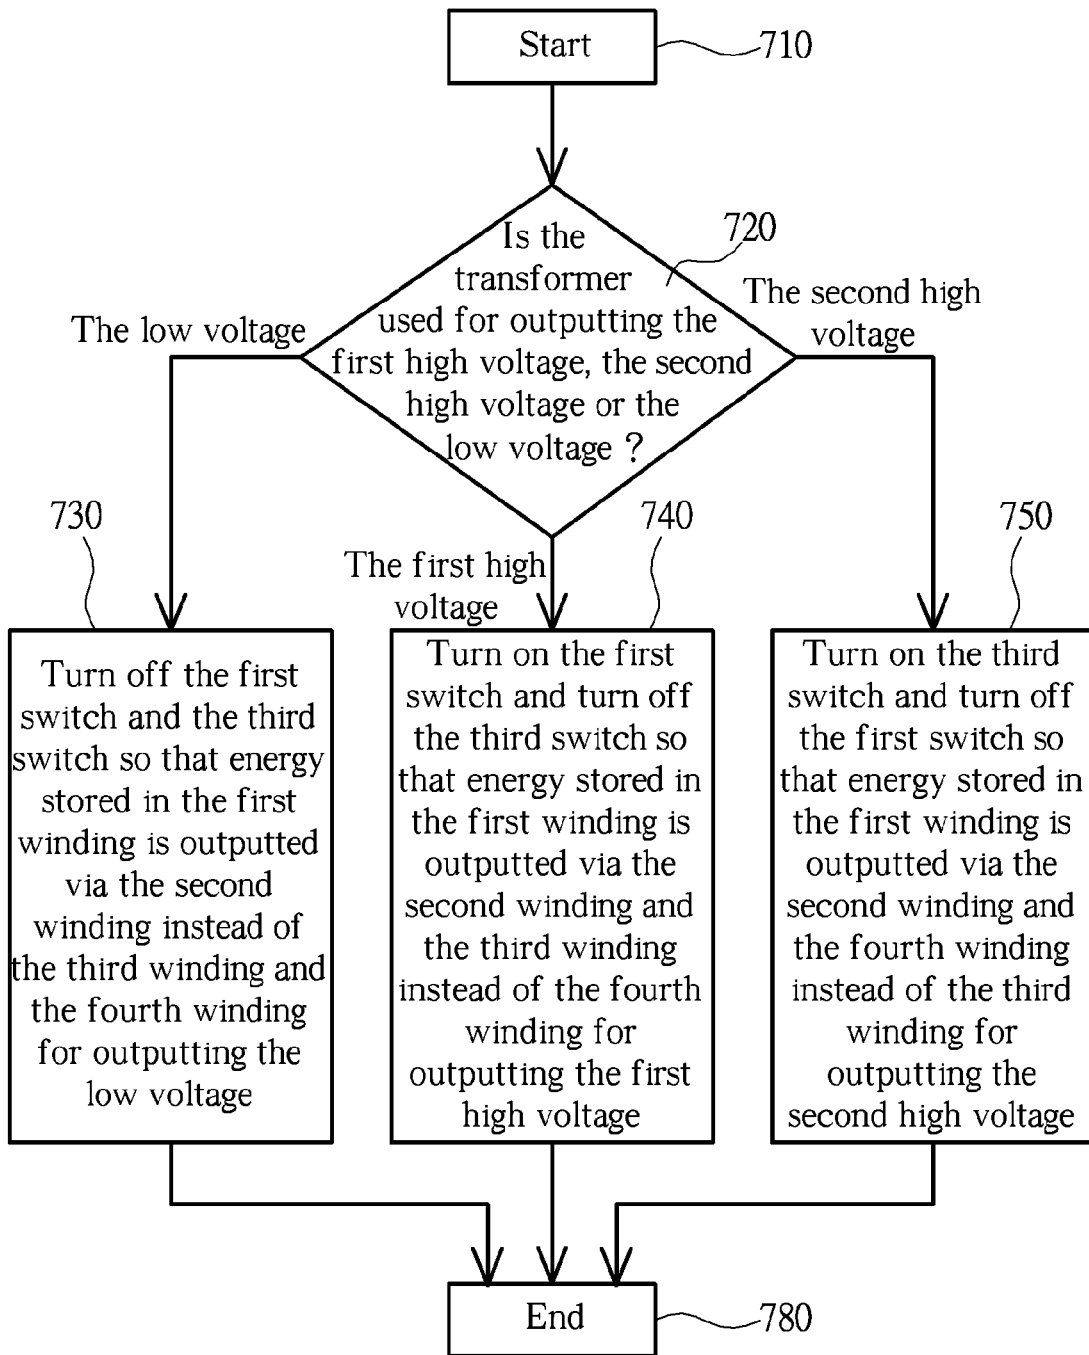 Start
710
720
Is the
transformer
used for outputting the
first high voltage, the second
high voltage or the
low voltage ?
The low voltage
The second high
voltage
730
740
750
The first high
voltage
Turn off the first
switch and the third
switch so that energy
stored in the first
winding is outputted
via the second
winding instead of
the third winding and
the fourth winding
for outputting the
low voltage
Turn on the first
switch and turn off
the third switch so
that energy stored in
the first winding is
outputted via the
second winding and
the third winding
instead of the fourth
winding for
outputting the first
high voltage
Turn on the third
switch and turn off
the first switch so
that energy stored in
the first winding is
outputted via the
second winding and
the fourth winding
instead of the third
winding for
outputting the
second high voltage
End
780